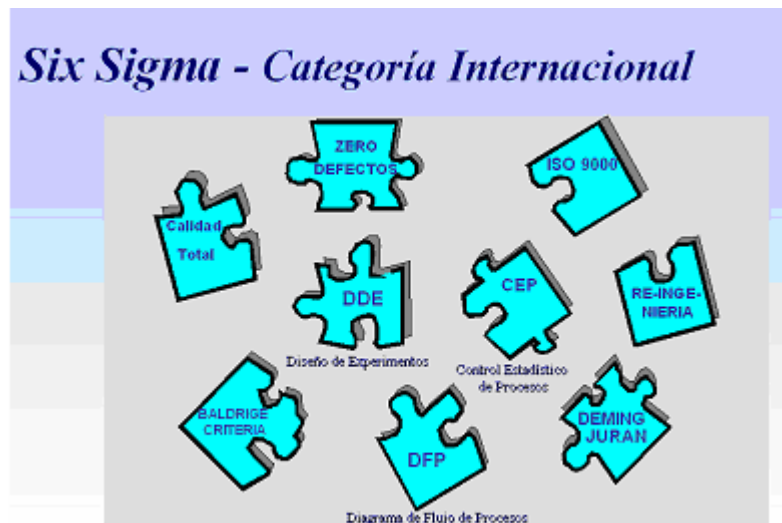 Six Sigma - Categoría Internacional
ZERO
DEFECTOS
ISO 9000
Calidad
Total
DDE
Diseño de Experimentos
CEP
Control Estadístico
de Procesos
RE-INGE-
NIERIA
BALDRIGE
CRITERIA
DFP
Diagrama de Flujo de Procesos
DEMING
JURAN